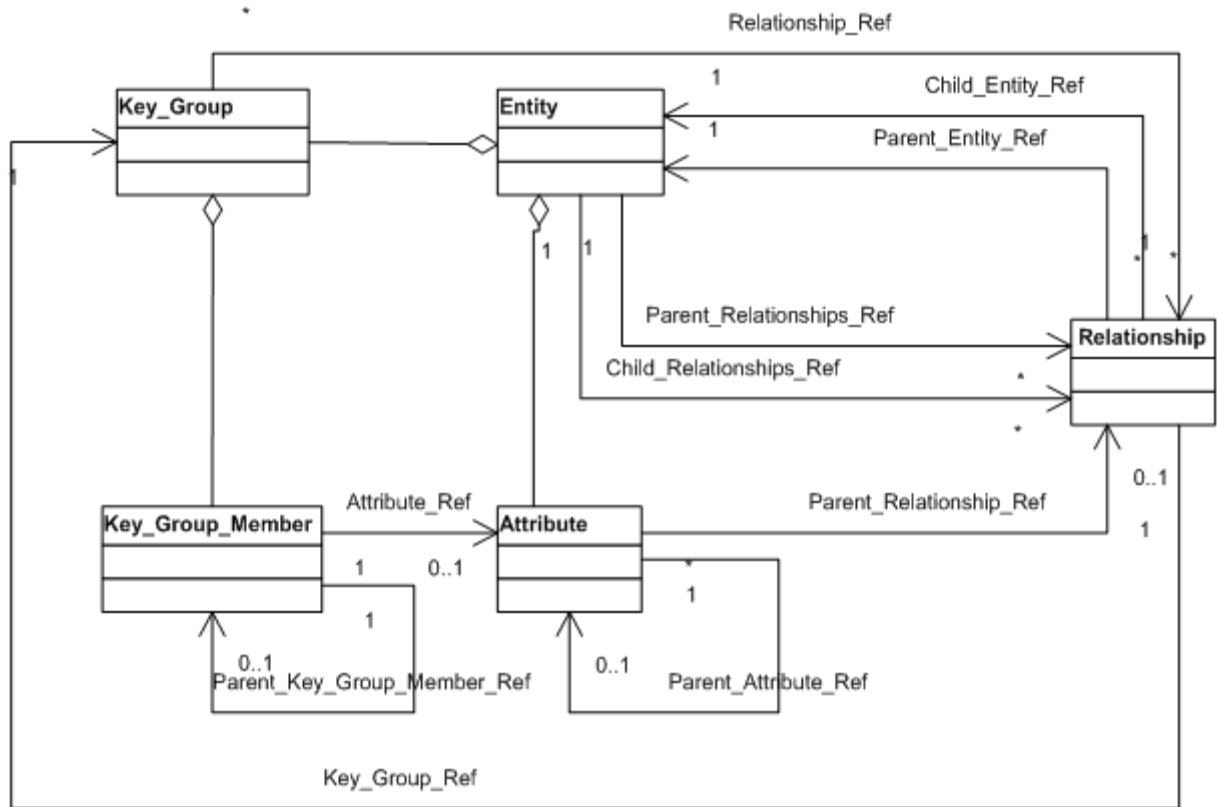 *
Relationship_Ref
1
Child_Entity_Ref
Key_Group
Entity
1
Parent_Entity_Ref
1
1
1
1
*
*
Parent_Relationships_Ref
Relationship
Child_Relationships_Ref
*
*
0..1
Attribute_Ref
Parent_Relationship_Ref
Key_Group_Member
Attribute
1
1
0..1
*
1
1
0..1
0..1
Parent_Key_Group_Member_Ref
Parent_Attribute_Ref
Key_Group_Ref